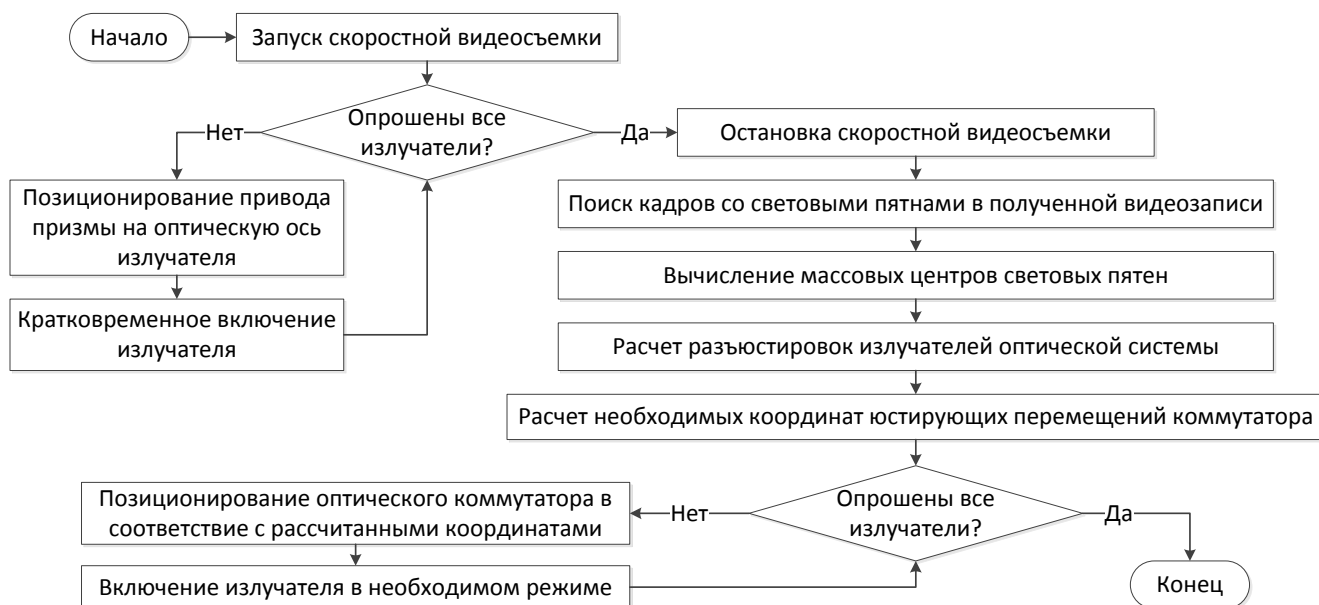 Начало
Запуск скоростной видеосъемки
Опрошены все
излучатели?
Нет
Да
Остановка скоростной видеосъемки
Позиционирование привода
призмы на оптическую ось
излучателя
Кратковременное включение
излучателя
Поиск кадров со световыми пятнами в полученной видеозаписи
Вычисление массовых центров световых пятен
Расчет разъюстировок излучателей оптической системы
Расчет необходимых координат юстирующих перемещений коммутатора
Опрошены все
излучатели?
Нет
Да
Позиционирование оптического коммутатора в
соответствие с рассчитанными координатами
Включение излучателя в необходимом режиме
Конец